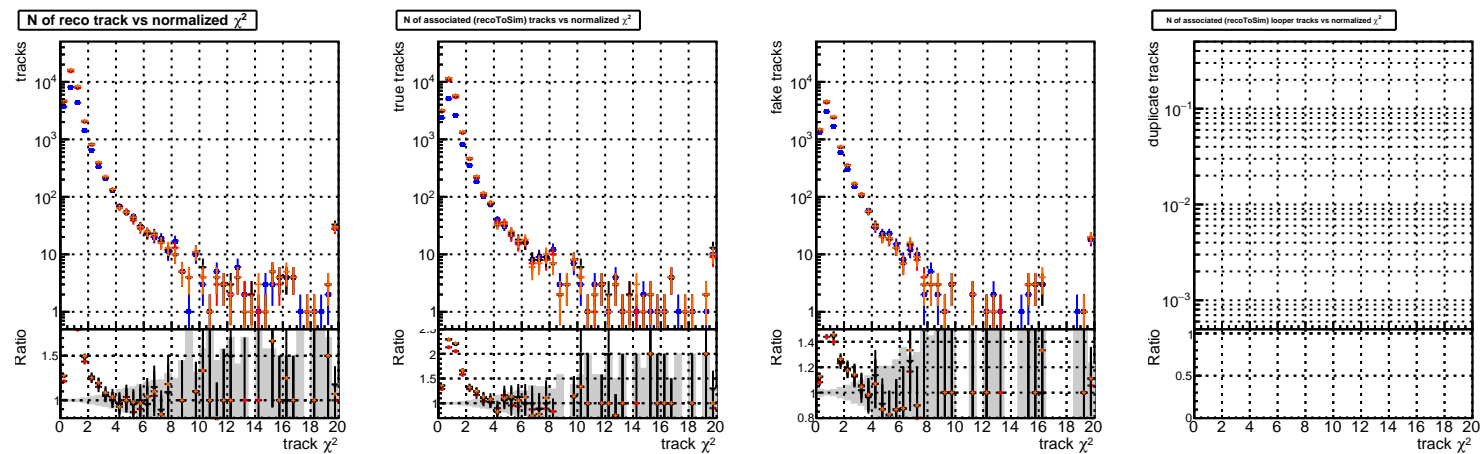 N of reco track vs normalized χ²
tracks
10⁴
10³
10²
10
1
Ratio
1.5
1
0 2 4 6 8 10 12 14 16 18 20
track χ²
N of associated (recoToSim) tracks vs normalized χ²
true tracks
10⁴
10³
10²
10
1
Ratio
2.5
2
1.5
1
0 2 4 6 8 10 12 14 16 18 20
track χ²
fake tracks
10⁴
10³
10²
10
1
Ratio
1.4
1.2
1
0.8
0 2 4 6 8 10 12 14 16 18 20
track χ²
N of associated (recoToSim) looper tracks vs normalized χ²
duplicate tracks
10⁻¹
10⁻²
10⁻³
Ratio
1
0.5
0
0 2 4 6 8 10 12 14 16 18 20
track χ²